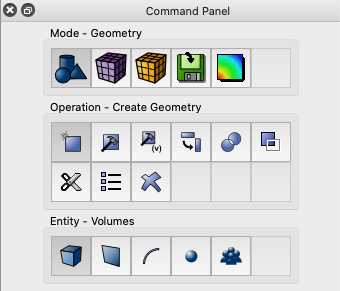 Command Panel
Mode - Geometry
Operation - Create Geometry
(v)
Entity - Volumes